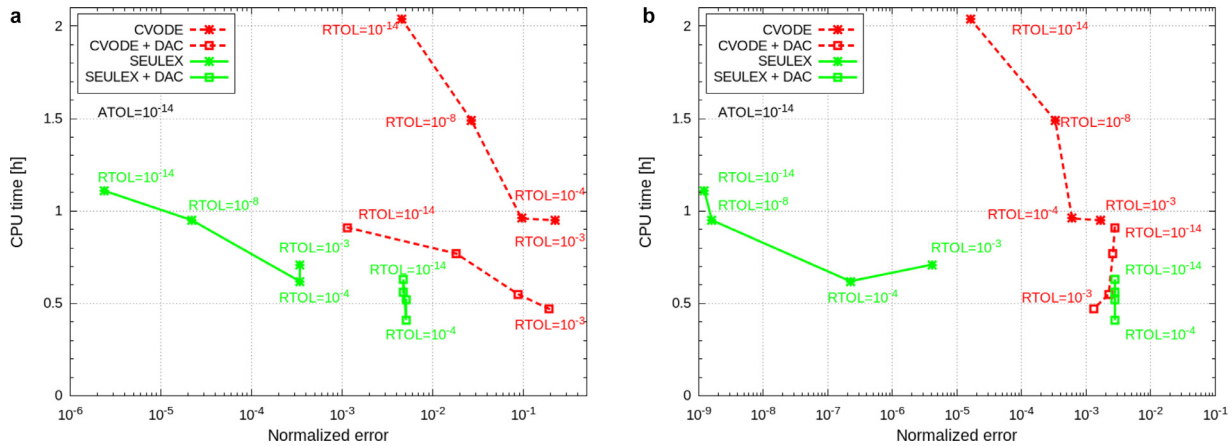 a
CVODE
CVODE + DAC
SEULEX
SEULEX + DAC
ATOL=10-14
RTOL=10-14
RTOL=10-8
RTOL=10-4
RTOL=10-3
RTOL=10-14
RTOL=10-3
RTOL=10-14
RTOL=10-8
RTOL=10-3
RTOL=10-4
RTOL=10-14
RTOL=10-4
2
1.5
1
0.5
0
CPU time [h]
10-6
10-5
10-4
10-3
10-2
10-1
Normalized error
b
CVODE
CVODE + DAC
SEULEX
SEULEX + DAC
ATOL=10-14
RTOL=10-14
RTOL=10-8
RTOL=10-4
RTOL=10-3
RTOL=10-14
RTOL=10-3
RTOL=10-14
RTOL=10-8
RTOL=10-3
RTOL=10-4
RTOL=10-14
RTOL=10-4
2
1.5
1
0.5
0
CPU time [h]
10-9
10-8
10-7
10-6
10-5
10-4
10-3
10-2
10-1
Normalized error